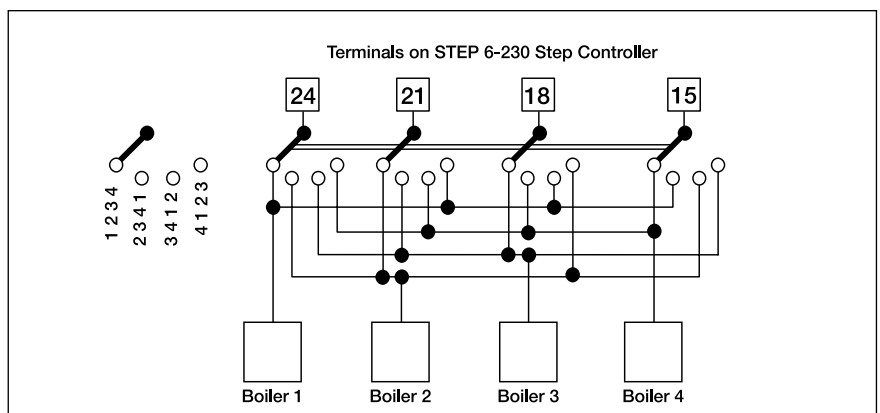 Terminals on STEP 6-230 Step Controller
24 21 18 15
1 2 3 4
2 3 4 1
3 4 1 2
4 1 2 3
Boiler 1 Boiler 2 Boiler 3 Boiler 4